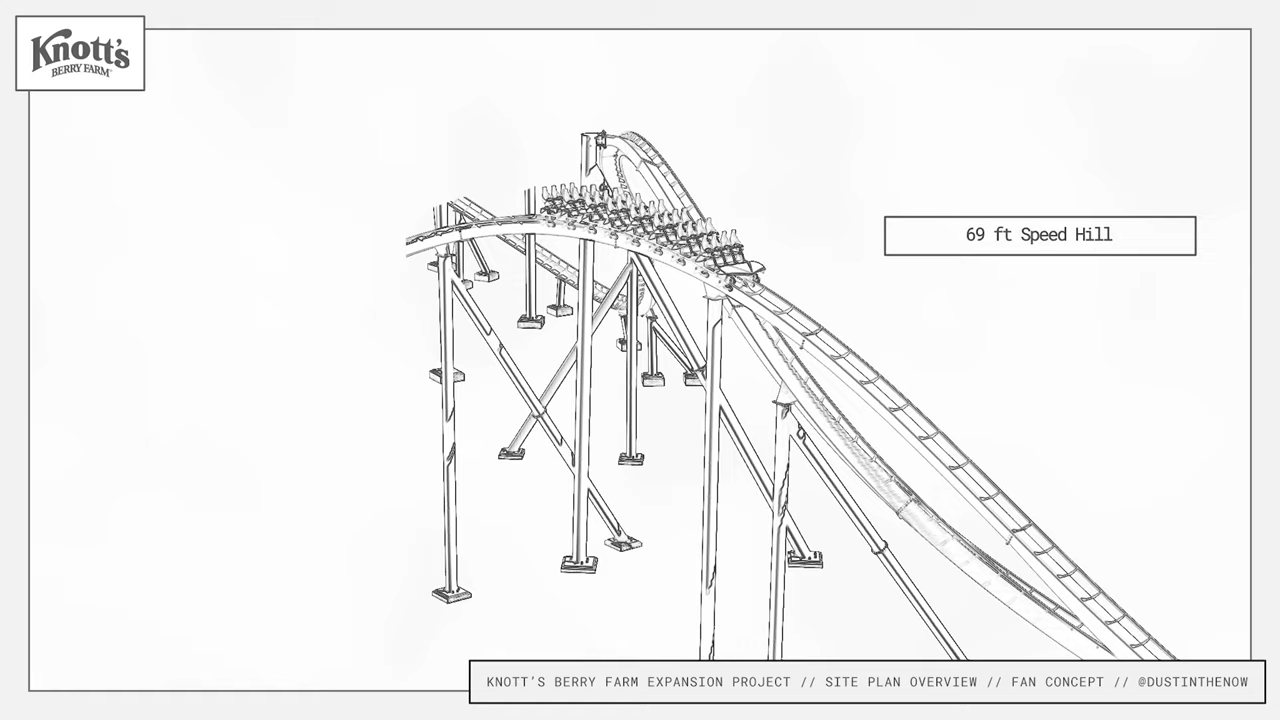 Knott's
BERRY FARM
69 ft Speed Hill
KNOTT'S BERRY FARM EXPANSION PROJECT // SITE PLAN OVERVIEW // FAN CONCEPT // @DUSTINTHENOW